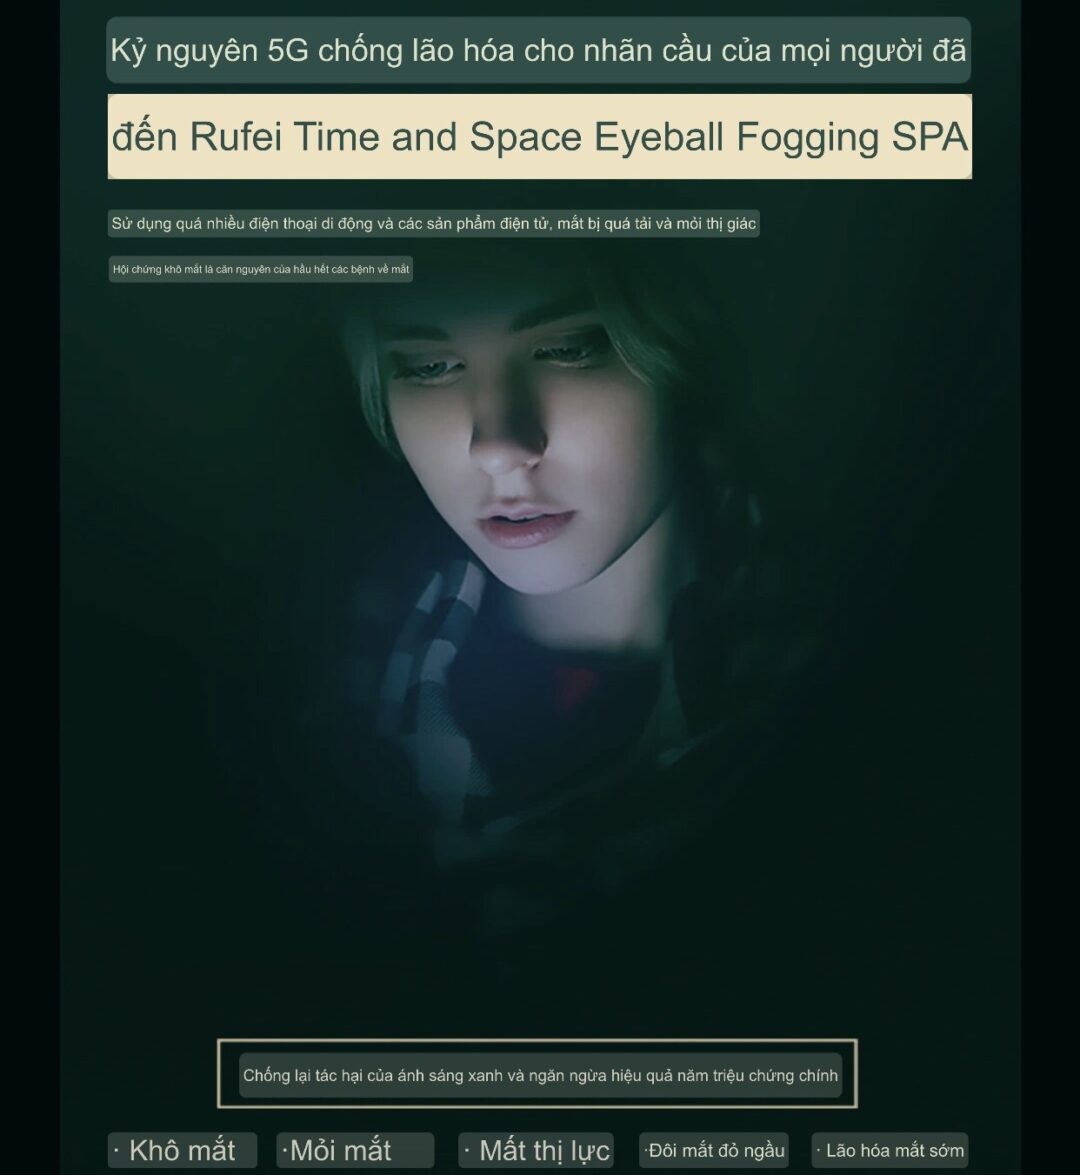 Kỷ nguyên 5G chống lão hóa cho nhãn cầu của mọi người đã
đến Rufei Time and Space Eyeball Fogging SPA
Sử dụng quá nhiều điện thoại di động và các sản phẩm điện tử, mắt bị quá tải và mỏi thị giác
Hội chứng khô mắt là căn nguyên của hầu hết các bệnh về mắt
Chống lại tác hại của ánh sáng xanh và ngăn ngừa hiệu quả năm triệu chứng chính
· Khô mắt ·Mỏi mắt · Mất thị lực ·Đôi mắt đỏ ngầu · Lão hóa mắt sớm